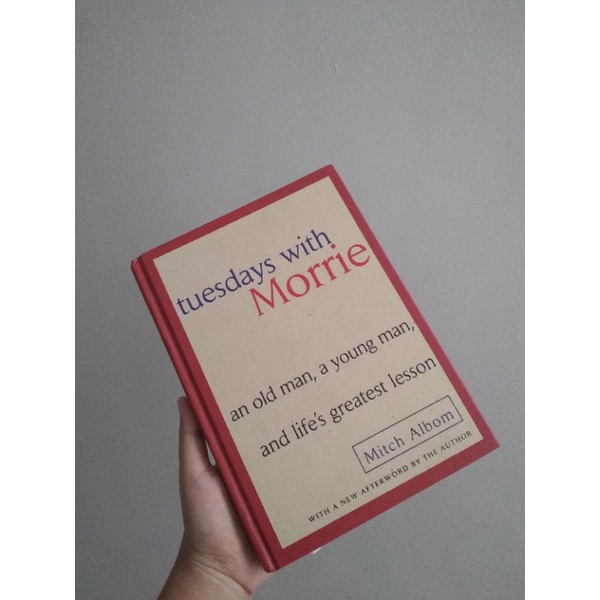 tuesdays with
Morrie
an old man, a young man,
and life's greatest lesson
Mitch Albom
WITH A NEW AFTERWORD BY THE AUTHOR